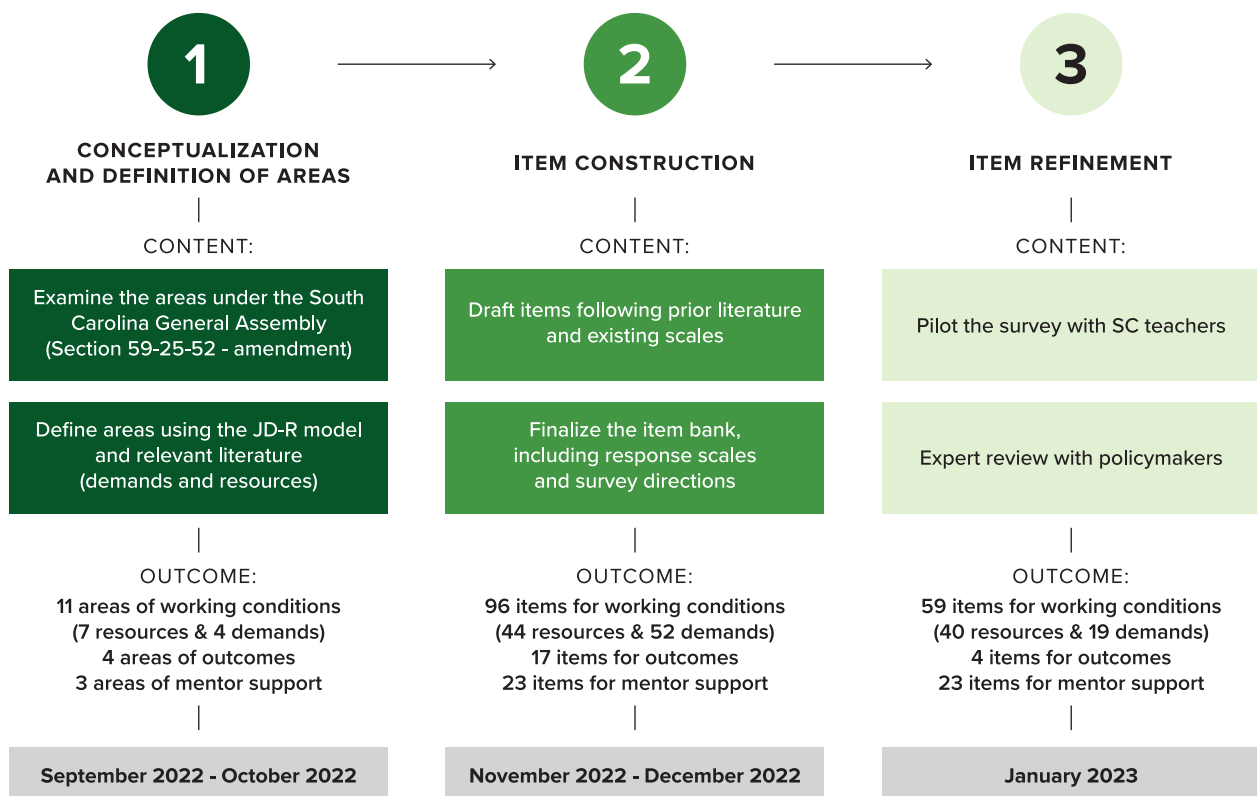 1
CONCEPTUALIZATION
AND DEFINITION OF AREAS
CONTENT:
Examine the areas under the South
Carolina General Assembly
(Section 59-25-52 - amendment)
Define areas using the JD-R model
and relevant literature
(demands and resources)
OUTCOME:
11 areas of working conditions
(7 resources & 4 demands)
4 areas of outcomes
3 areas of mentor support
September 2022 - October 2022
2
ITEM CONSTRUCTION
CONTENT:
Draft items following prior literature
and existing scales
Finalize the item bank,
including response scales
and survey directions
OUTCOME:
96 items for working conditions
(44 resources & 52 demands)
17 items for outcomes
23 items for mentor support
November 2022 - December 2022
3
ITEM REFINEMENT
CONTENT:
Pilot the survey with SC teachers
Expert review with policymakers
OUTCOME:
59 items for working conditions
(40 resources & 19 demands)
4 items for outcomes
23 items for mentor support
January 2023